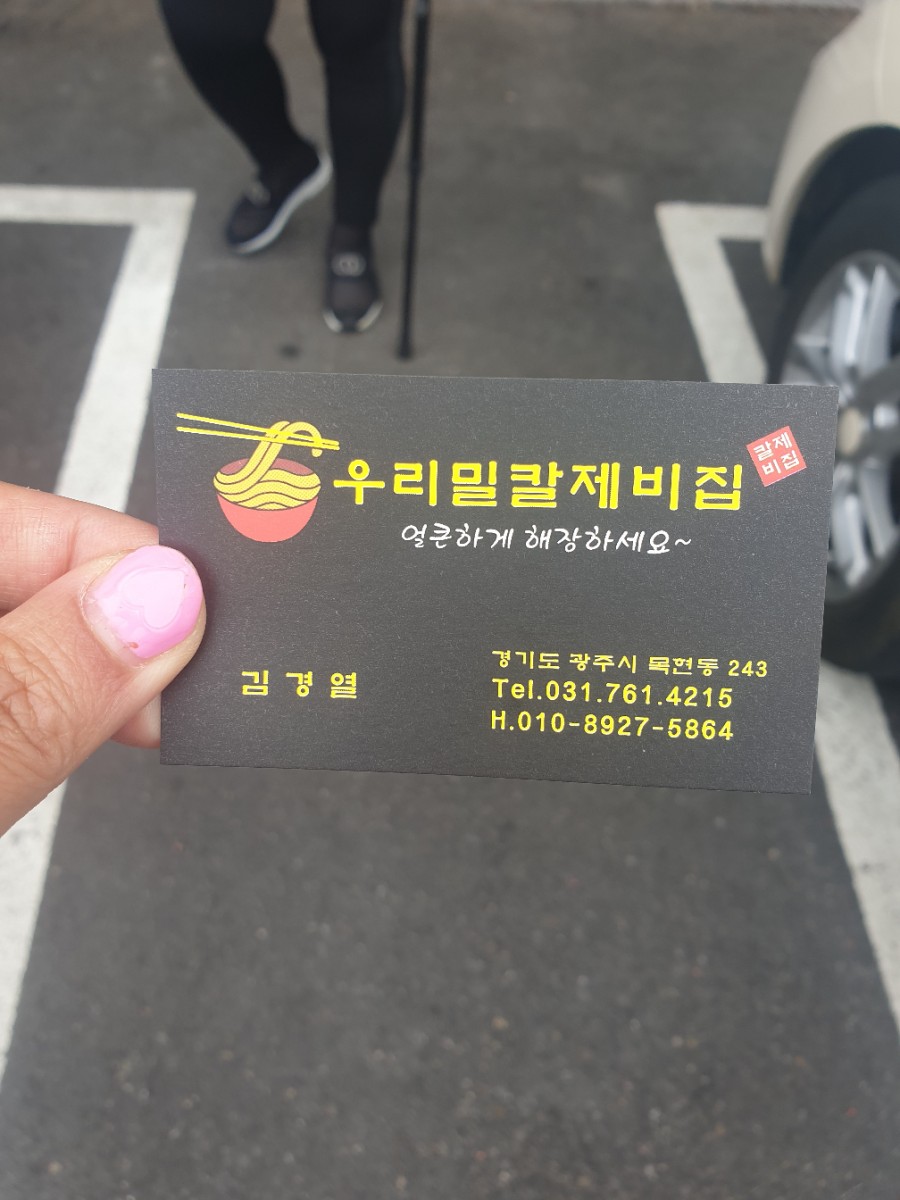 우리밀칼제비집
칼제
비집
얼큰하게 해장하세요~
김경열
경기도 광주시 목현동 243
Tel.031.761.4215
H.010-8927-5864